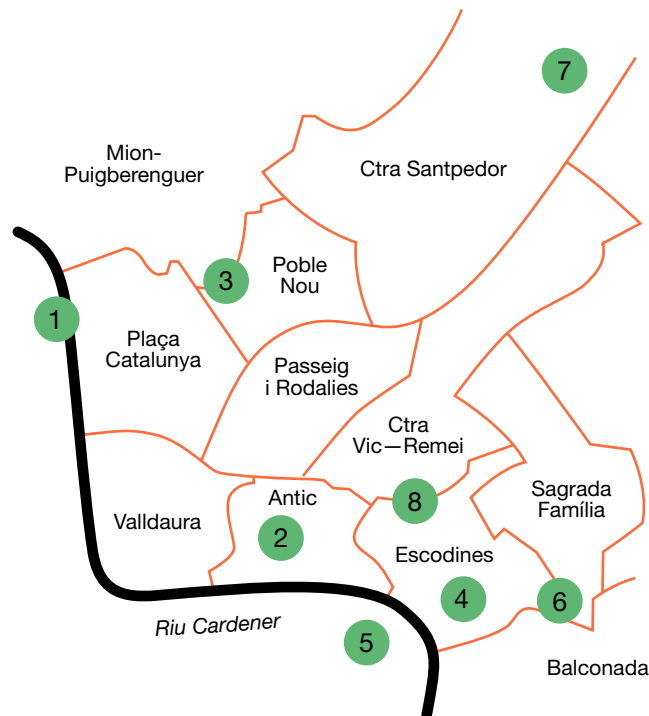 7
Mion-
Puigberenguer
Ctra Santpedor
3
Poble
Nou
1
Plaça
Catalunya
Passeig
i Rodalies
Ctra
Vic—Remei
Antic
8
Sagrada
Família
Valldaura
2
Escodines
4
6
Riu Cardener
5
Balconada